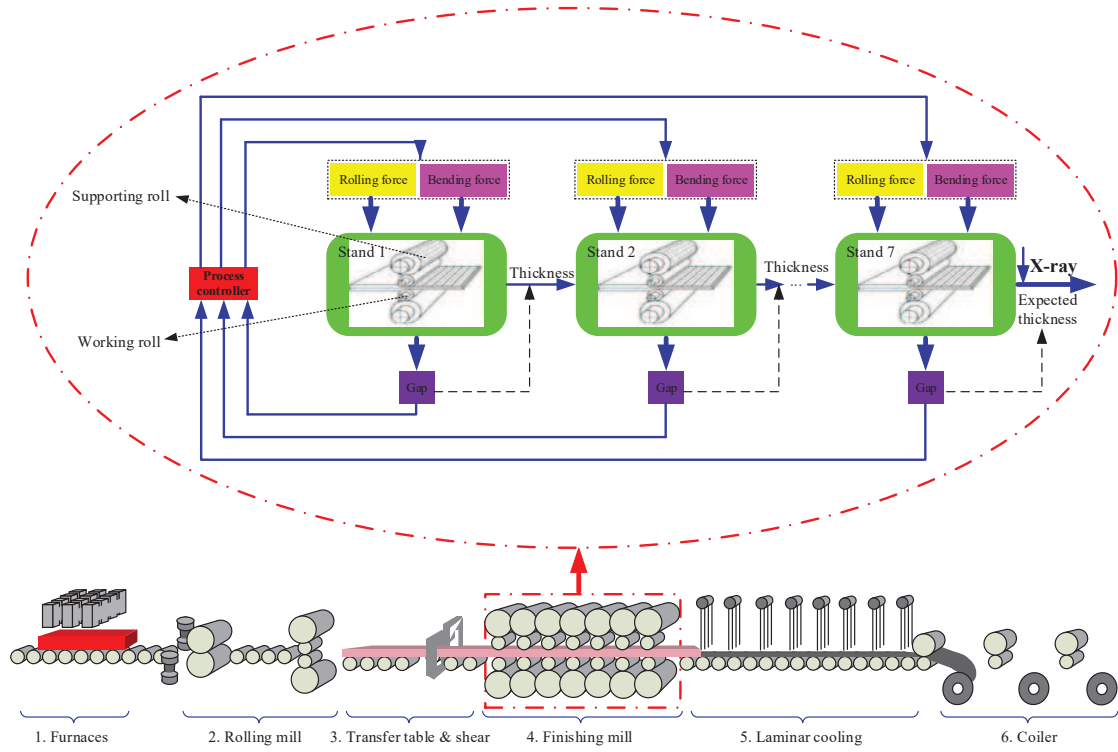 Rolling force
Bending force
Rolling force
Bending force
Rolling force
Bending force
Supporting roll
Stand 1
Stand 2
Stand 7
Thickness
Thickness
...
X-ray
Process
controller
Expected
thickness
Working roll
Gap
Gap
Gap
1. Furnaces
2. Rolling mill
3. Transfer table & shear
4. Finishing mill
5. Laminar cooling
6. Coiler